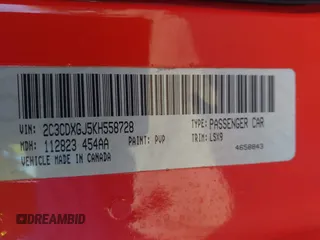 VIN: 2C3CDXGJ5KH558728 TYPE: PASSENGER CAR
MDH: 112823 454AA PAINT: PVP TRIM: LSX9
VEHICLE MADE IN CANADA 4650043
DREAMBID